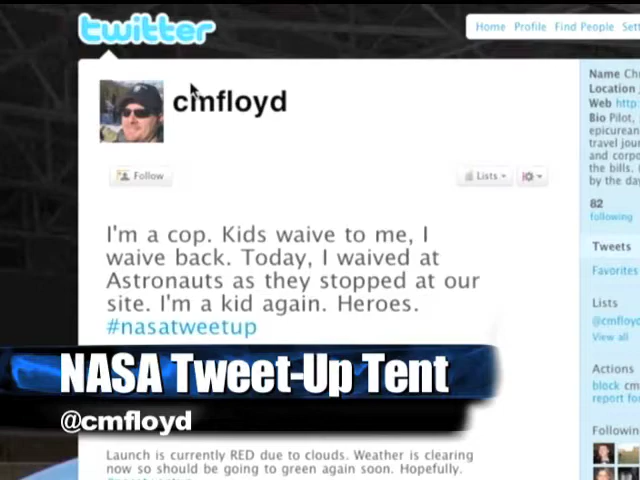 twitter
Home Profile Find People
cmfloyd
Name
Location
Web http
Bio Pilot,
epicurean
travel jour
and corpo
the bills.
by the day
Follow
Lists
82
following
I'm a cop. Kids waive to me, I
waive back. Today, I waived at
Astronauts as they stopped at our
site. I'm a kid again. Heroes.
#nasatweetup
Tweets
Favorites
Lists
@cmfloyd
View all
NASA Tweet-Up Tent
@cmfloyd
Actions
block cm
report for
Following
Launch is currently RED due to clouds. Weather is clearing
now so should be going to green again soon. Hopefully.